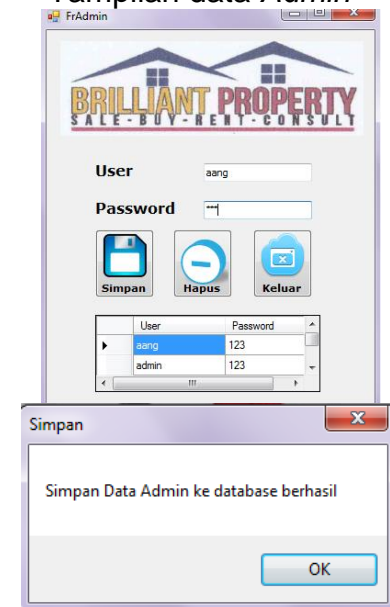 Tampilan data Admin
FrAdmin
BRILLIANT PROPERTY
SALE-BUY-RENT-CONSULT
User aang
Password ***
Simpan Hapus Keluar
User Password
aang 123
admin 123
Simpan
Simpan Data Admin ke database berhasil
OK